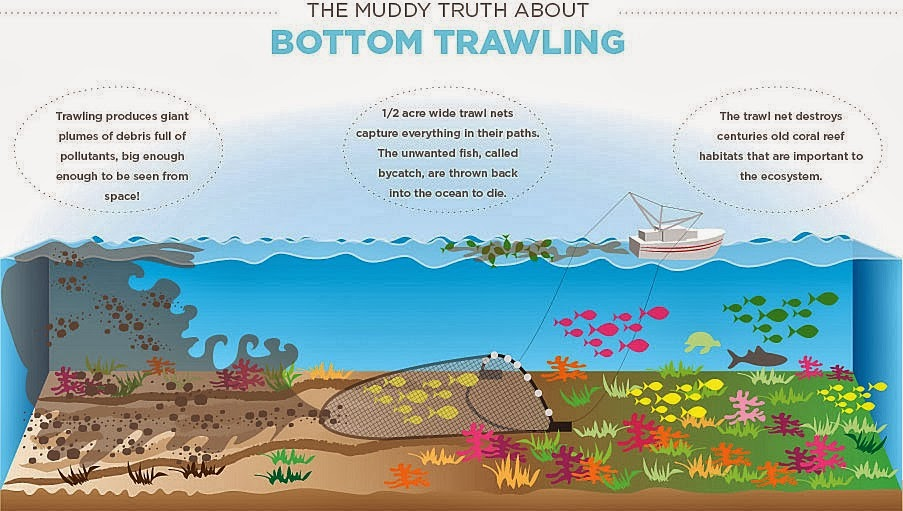 THE MUDDY TRUTH ABOUT
BOTTOM TRAWLING
Trawling produces giant
plumes of debris full of
pollutants, big enough
enough to be seen from
space!
1/2 acre wide trawl nets
capture everything in their paths.
The unwanted fish, called
bycatch, are thrown back
into the ocean to die.
The trawl net destroys
centuries old coral reef
habitats that are important to
the ecosystem.